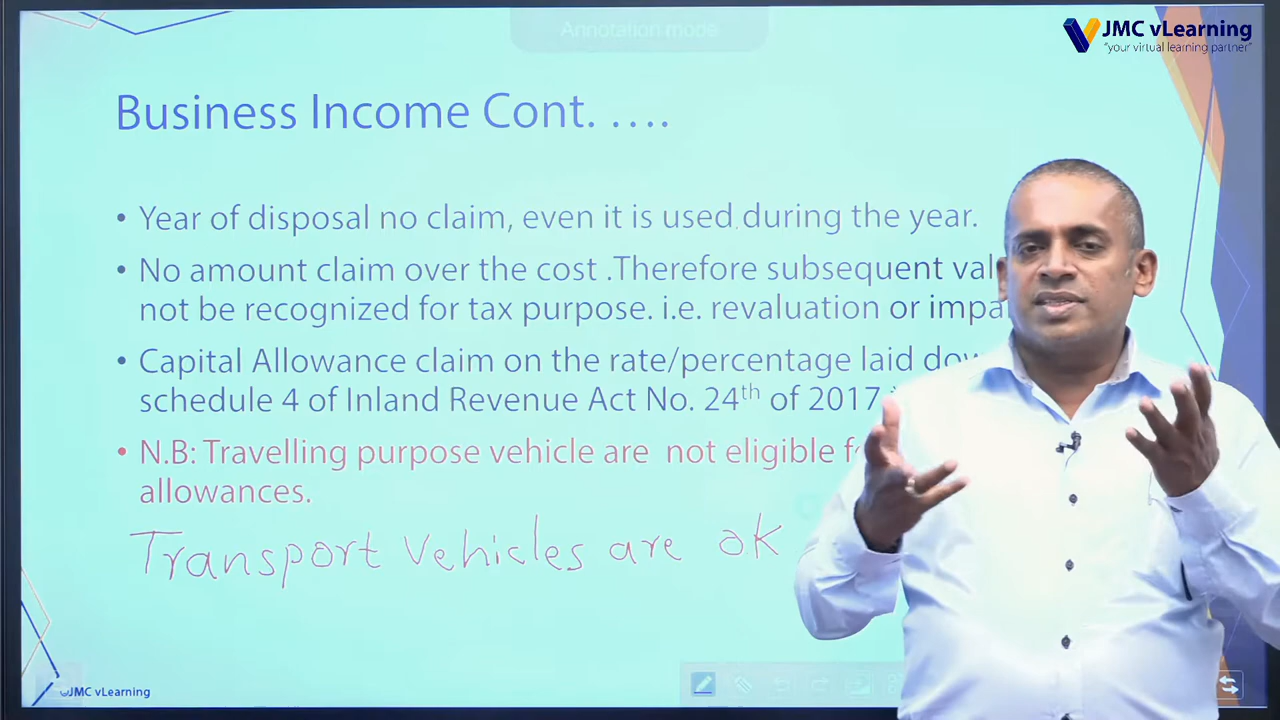 Annotation mode
JMC vLearning
"your virtual learning partner"
Business Income Cont. ….
• Year of disposal no claim, even it is used during the year.
• No amount claim over the cost .Therefore subsequent
not be recognized for tax purpose. i.e. revaluation or
• Capital Allowance claim on the rate/percentage laid
schedule 4 of Inland Revenue Act No. 24th of 2017
• N.B: Travelling purpose vehicle are not eligible
allowances.
Transport vehicles are ok
©JMC vLearning